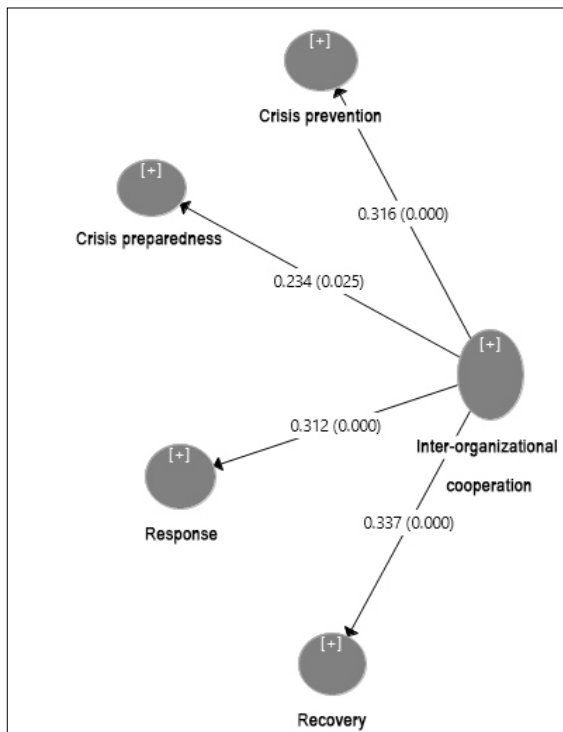 [+]
Crisis prevention
[+]
Crisis preparedness
0.316 (0.000)
0.234 (0.025)
[+]
0.312 (0.000)
Inter-organizational
cooperation
[+]
Response
0.337 (0.000)
[+]
Recovery